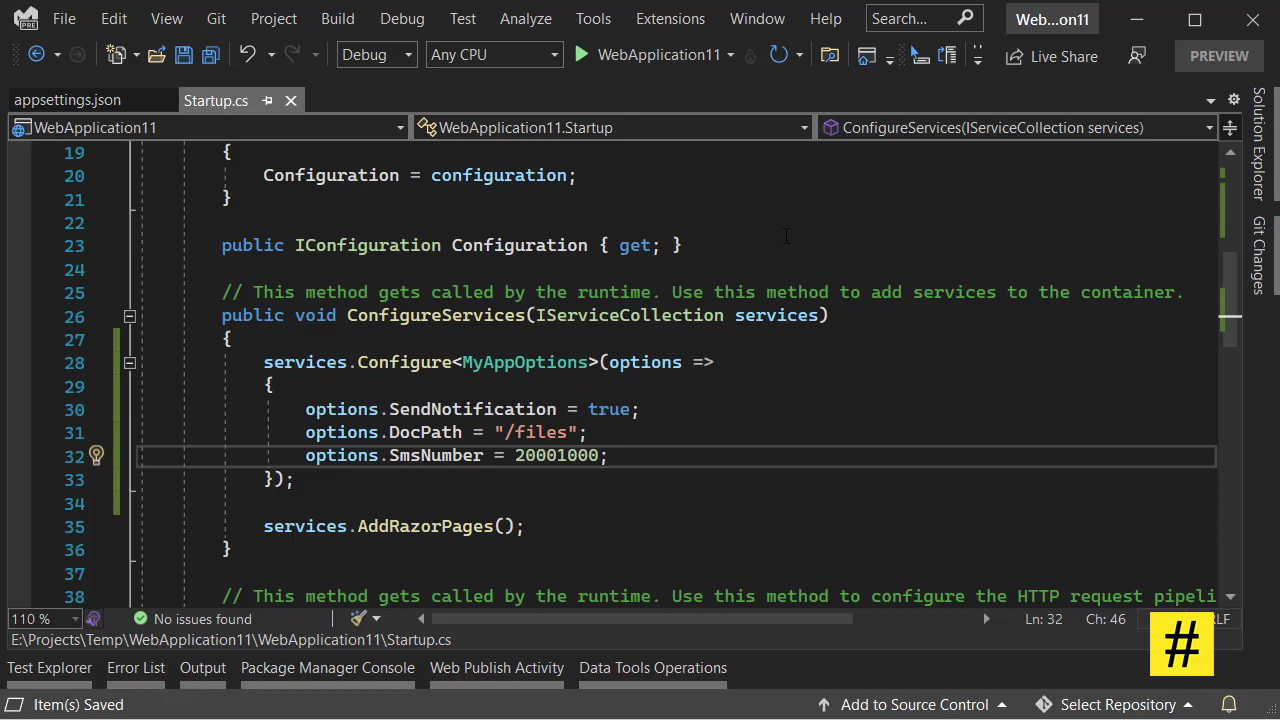 PRE File Edit View Git Project Build Debug Test Analyze Tools Extensions Window Help Search... Web...on11
Debug Any CPU WebApplication11 Live Share PREVIEW
appsettings.json Startup.cs
WebApplication11 WebApplication11.Startup ConfigureServices(IServiceCollection services)
19 {
20 Configuration = configuration;
21 }
22
23 public IConfiguration Configuration { get; }
24
25 // This method gets called by the runtime. Use this method to add services to the container.
26 public void ConfigureServices(IServiceCollection services)
27 {
28 services.Configure<MyAppOptions>(options =>
29 {
30 options.SendNotification = true;
31 options.DocPath = "/files";
32 options.SmsNumber = 20001000;
33 });
34
35 services.AddRazorPages();
36 }
37
38 // This method gets called by the runtime. Use this method to configure the HTTP request pipeli
110 % No issues found Ln: 32 Ch: 46 RLF
E:\Projects\Temp\WebApplication11\WebApplication11\Startup.cs
#
Test Explorer Error List Output Package Manager Console Web Publish Activity Data Tools Operations
Item(s) Saved Add to Source Control Select Repository
Solution Explorer
Git Changes